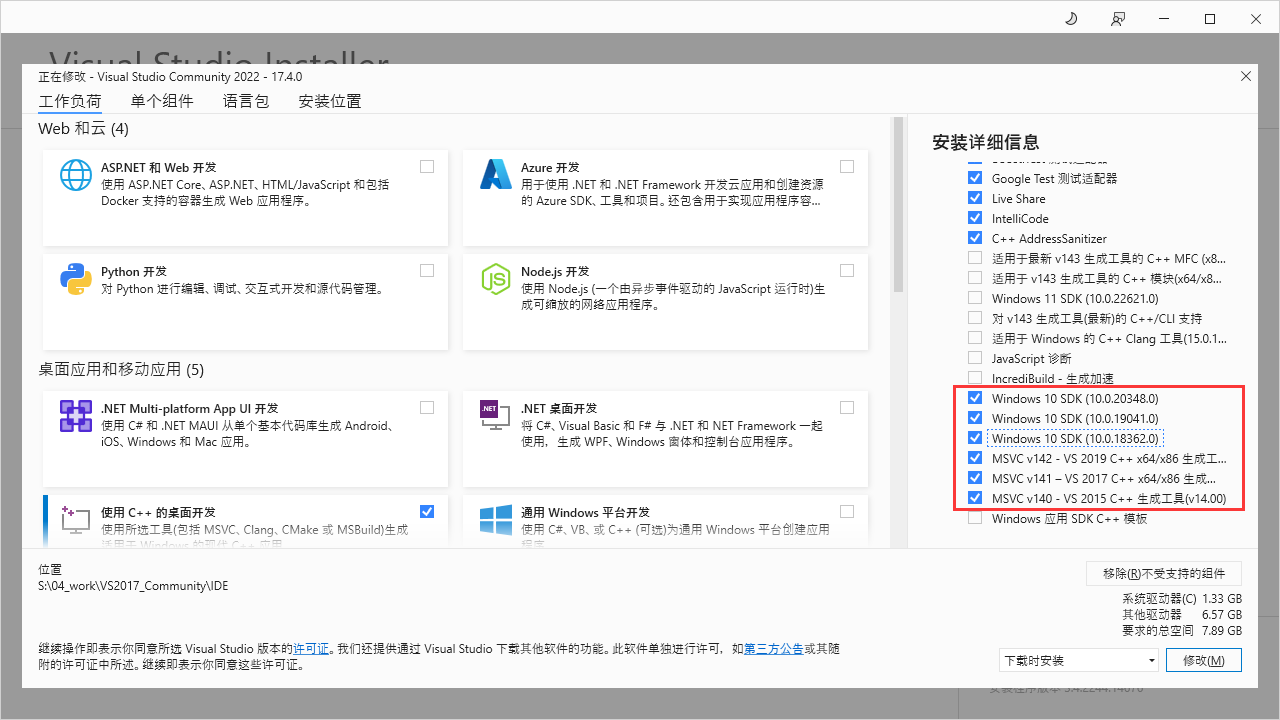 Visual Studio Installer
正在修改 - Visual Studio Community 2022 - 17.4.0
工作负荷 单个组件 语言包 安装位置
Web 和云 (4)
ASP.NET 和 Web 开发
使用 ASP.NET Core、ASP.NET、HTML/JavaScript 和包括
Docker 支持的容器生成 Web 应用程序。
Azure 开发
用于使用 .NET 和 .NET Framework 开发云应用和创建资源
的 Azure SDK、工具和项目。还包含用于实现应用程序容...
Python 开发
对 Python 进行编辑、调试、交互式开发和源代码管理。
Node.js 开发
使用 Node.js (一个由异步事件驱动的 JavaScript 运行时)生
成可缩放的网络应用程序。
桌面应用和移动应用 (5)
.NET Multi-platform App UI 开发
使用 C# 和 .NET MAUI 从单个基本代码库生成 Android、
iOS、Windows 和 Mac 应用。
.NET
.NET 桌面开发
将 C#、Visual Basic 和 F# 与 .NET 和 .NET Framework 一起
使用，生成 WPF、Windows 窗体和控制台应用程序。
使用 C++ 的桌面开发
使用所选工具(包括 MSVC、Clang、CMake 或 MSBuild)生成
适用于 Windows 的现代 C++ 应用
通用 Windows 平台开发
使用 C#、VB、或 C++ (可选)为通用 Windows 平台创建应用
程序
安装详细信息
Google Test 测试适配器
Live Share
IntelliCode
C++ AddressSanitizer
适用于最新 v143 生成工具的 C++ MFC (x8...
适用于 v143 生成工具的 C++ 模块(x64/x8...
Windows 11 SDK (10.0.22621.0)
对 v143 生成工具(最新)的 C++/CLI 支持
适用于 Windows 的 C++ Clang 工具(15.0.1...
JavaScript 诊断
IncrediBuild - 生成加速
Windows 10 SDK (10.0.20348.0)
Windows 10 SDK (10.0.19041.0)
Windows 10 SDK (10.0.18362.0)
MSVC v142 - VS 2019 C++ x64/x86 生成工...
MSVC v141 – VS 2017 C++ x64/x86 生成...
MSVC v140 - VS 2015 C++ 生成工具(v14.00)
Windows 应用 SDK C++ 模板
位置
S:\04_work\VS2017_Community\IDE
移除(R)不受支持的组件
系统驱动器(C) 1.33 GB
其他驱动器 6.57 GB
要求的总空间 7.89 GB
继续操作即表示你同意所选 Visual Studio 版本的许可证。我们还提供通过 Visual Studio 下载其他软件的功能。此软件单独进行许可，如第三方公告或其随
附的许可证中所述。继续即表示你同意这些许可证。
下载时安装
修改(M)